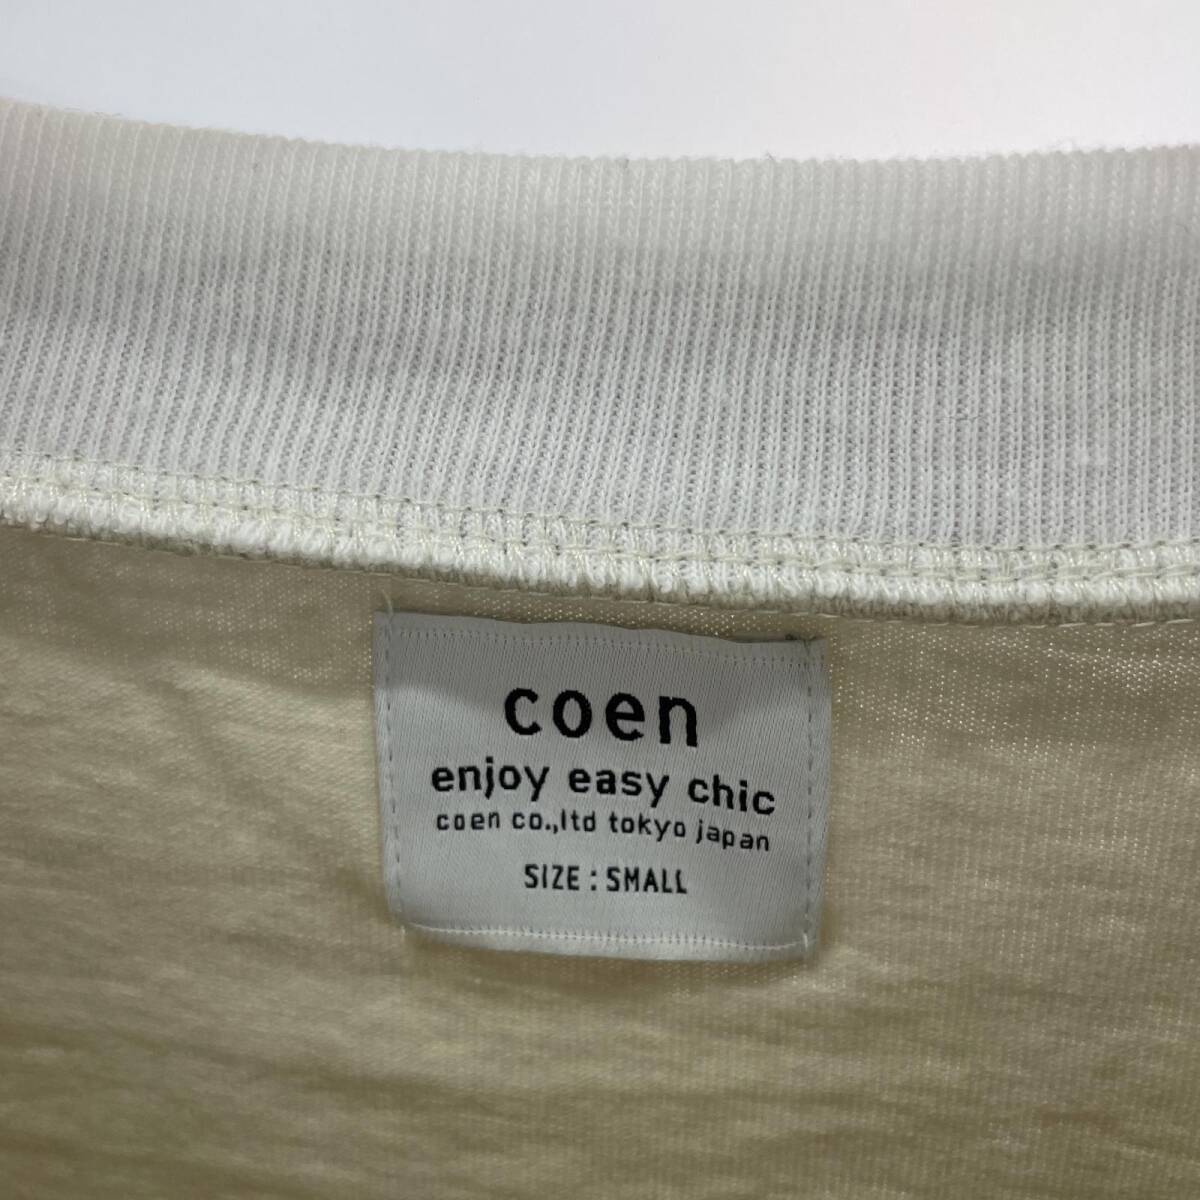 coen
enjoy easy chic
coen co.,ltd tokyo japan
SIZE : SMALL